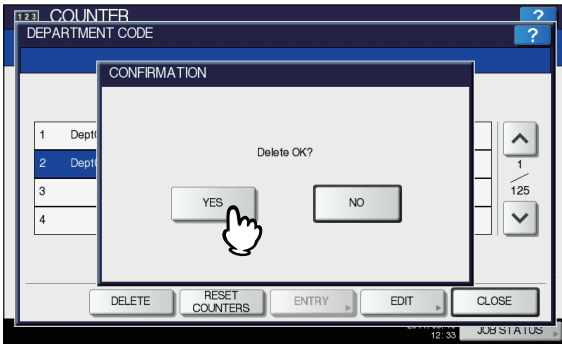 123 COUNTER ?
DEPARTMENT CODE ?
CONFIRMATION
Delete OK?
YES NO
1 Dept
2 Dept
3
4
1
125
DELETE RESET COUNTERS ENTRY EDIT CLOSE
12: 33 JOB STATUS